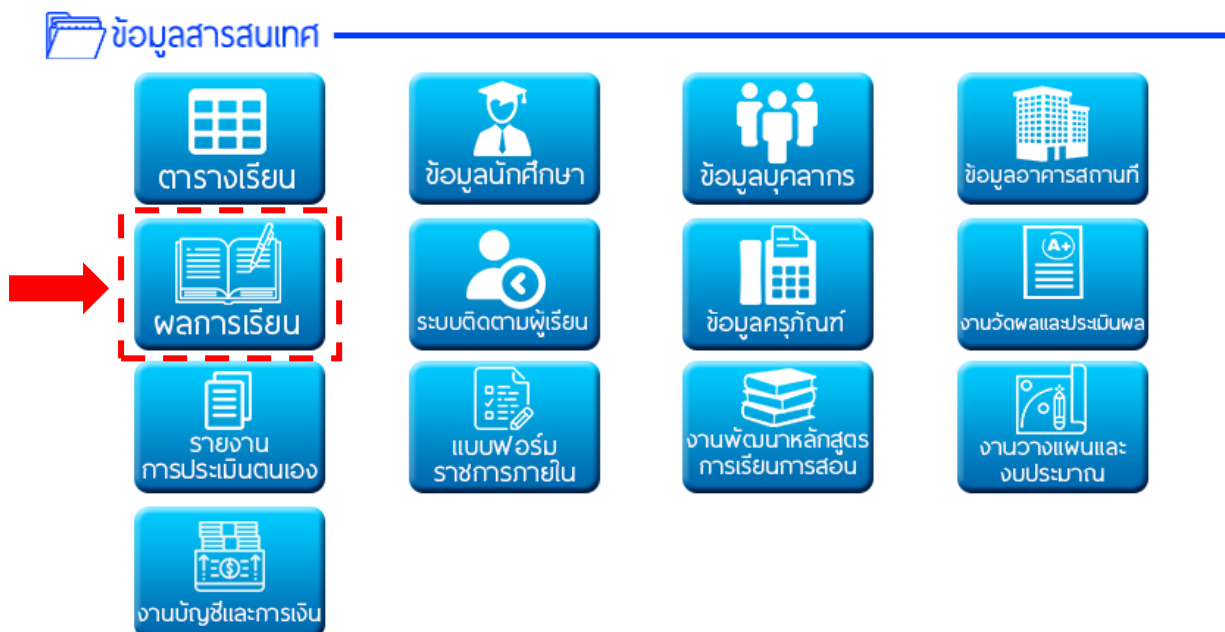 ข้อมูลสารสนเทศ
ตารางเรียน
ข้อมูลนักศึกษา
ข้อมูลบุคลากร
ข้อมูลอาคารสถานที่
ผลการเรียน
ระบบติดตามผู้เรียน
ข้อมูลครุภัณฑ์
A+
งานวัดผลและประเมินผล
รายงาน
การประเมินตนเอง
แบบฟอร์ม
ราชการภายใน
งานพัฒนาหลักสูตร
การเรียนการสอน
งานวางแผนและ
งบประมาณ
$
งานบัญชีและการเงิน